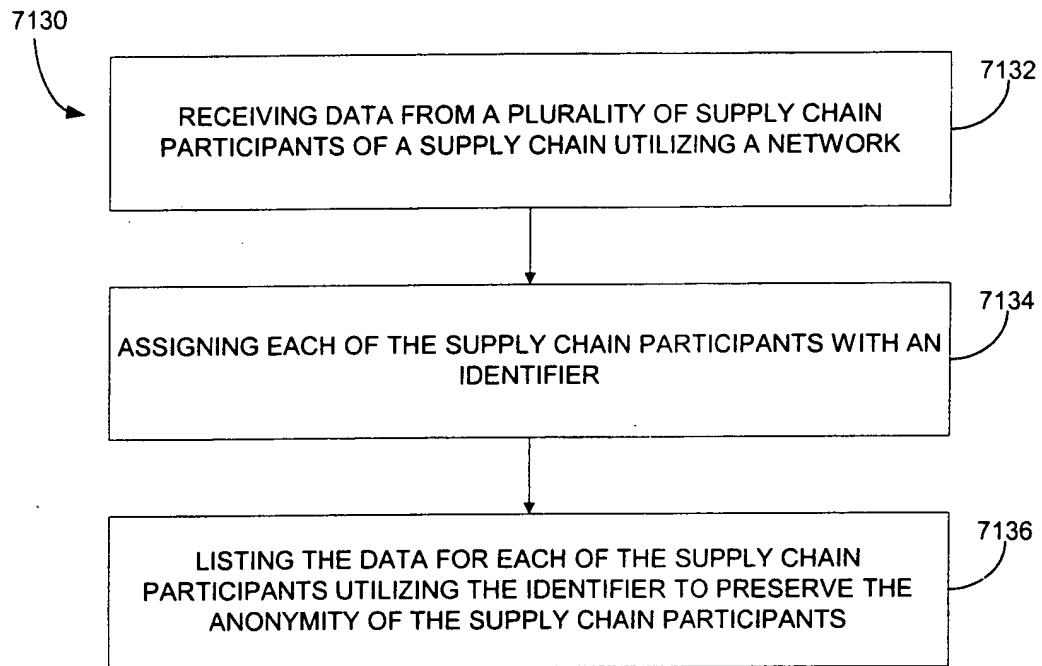 7130
7132
RECEIVING DATA FROM A PLURALITY OF SUPPLY CHAIN
PARTICIPANTS OF A SUPPLY CHAIN UTILIZING A NETWORK
7134
ASSIGNING EACH OF THE SUPPLY CHAIN PARTICIPANTS WITH AN
IDENTIFIER
7136
LISTING THE DATA FOR EACH OF THE SUPPLY CHAIN
PARTICIPANTS UTILIZING THE IDENTIFIER TO PRESERVE THE
ANONYMITY OF THE SUPPLY CHAIN PARTICIPANTS